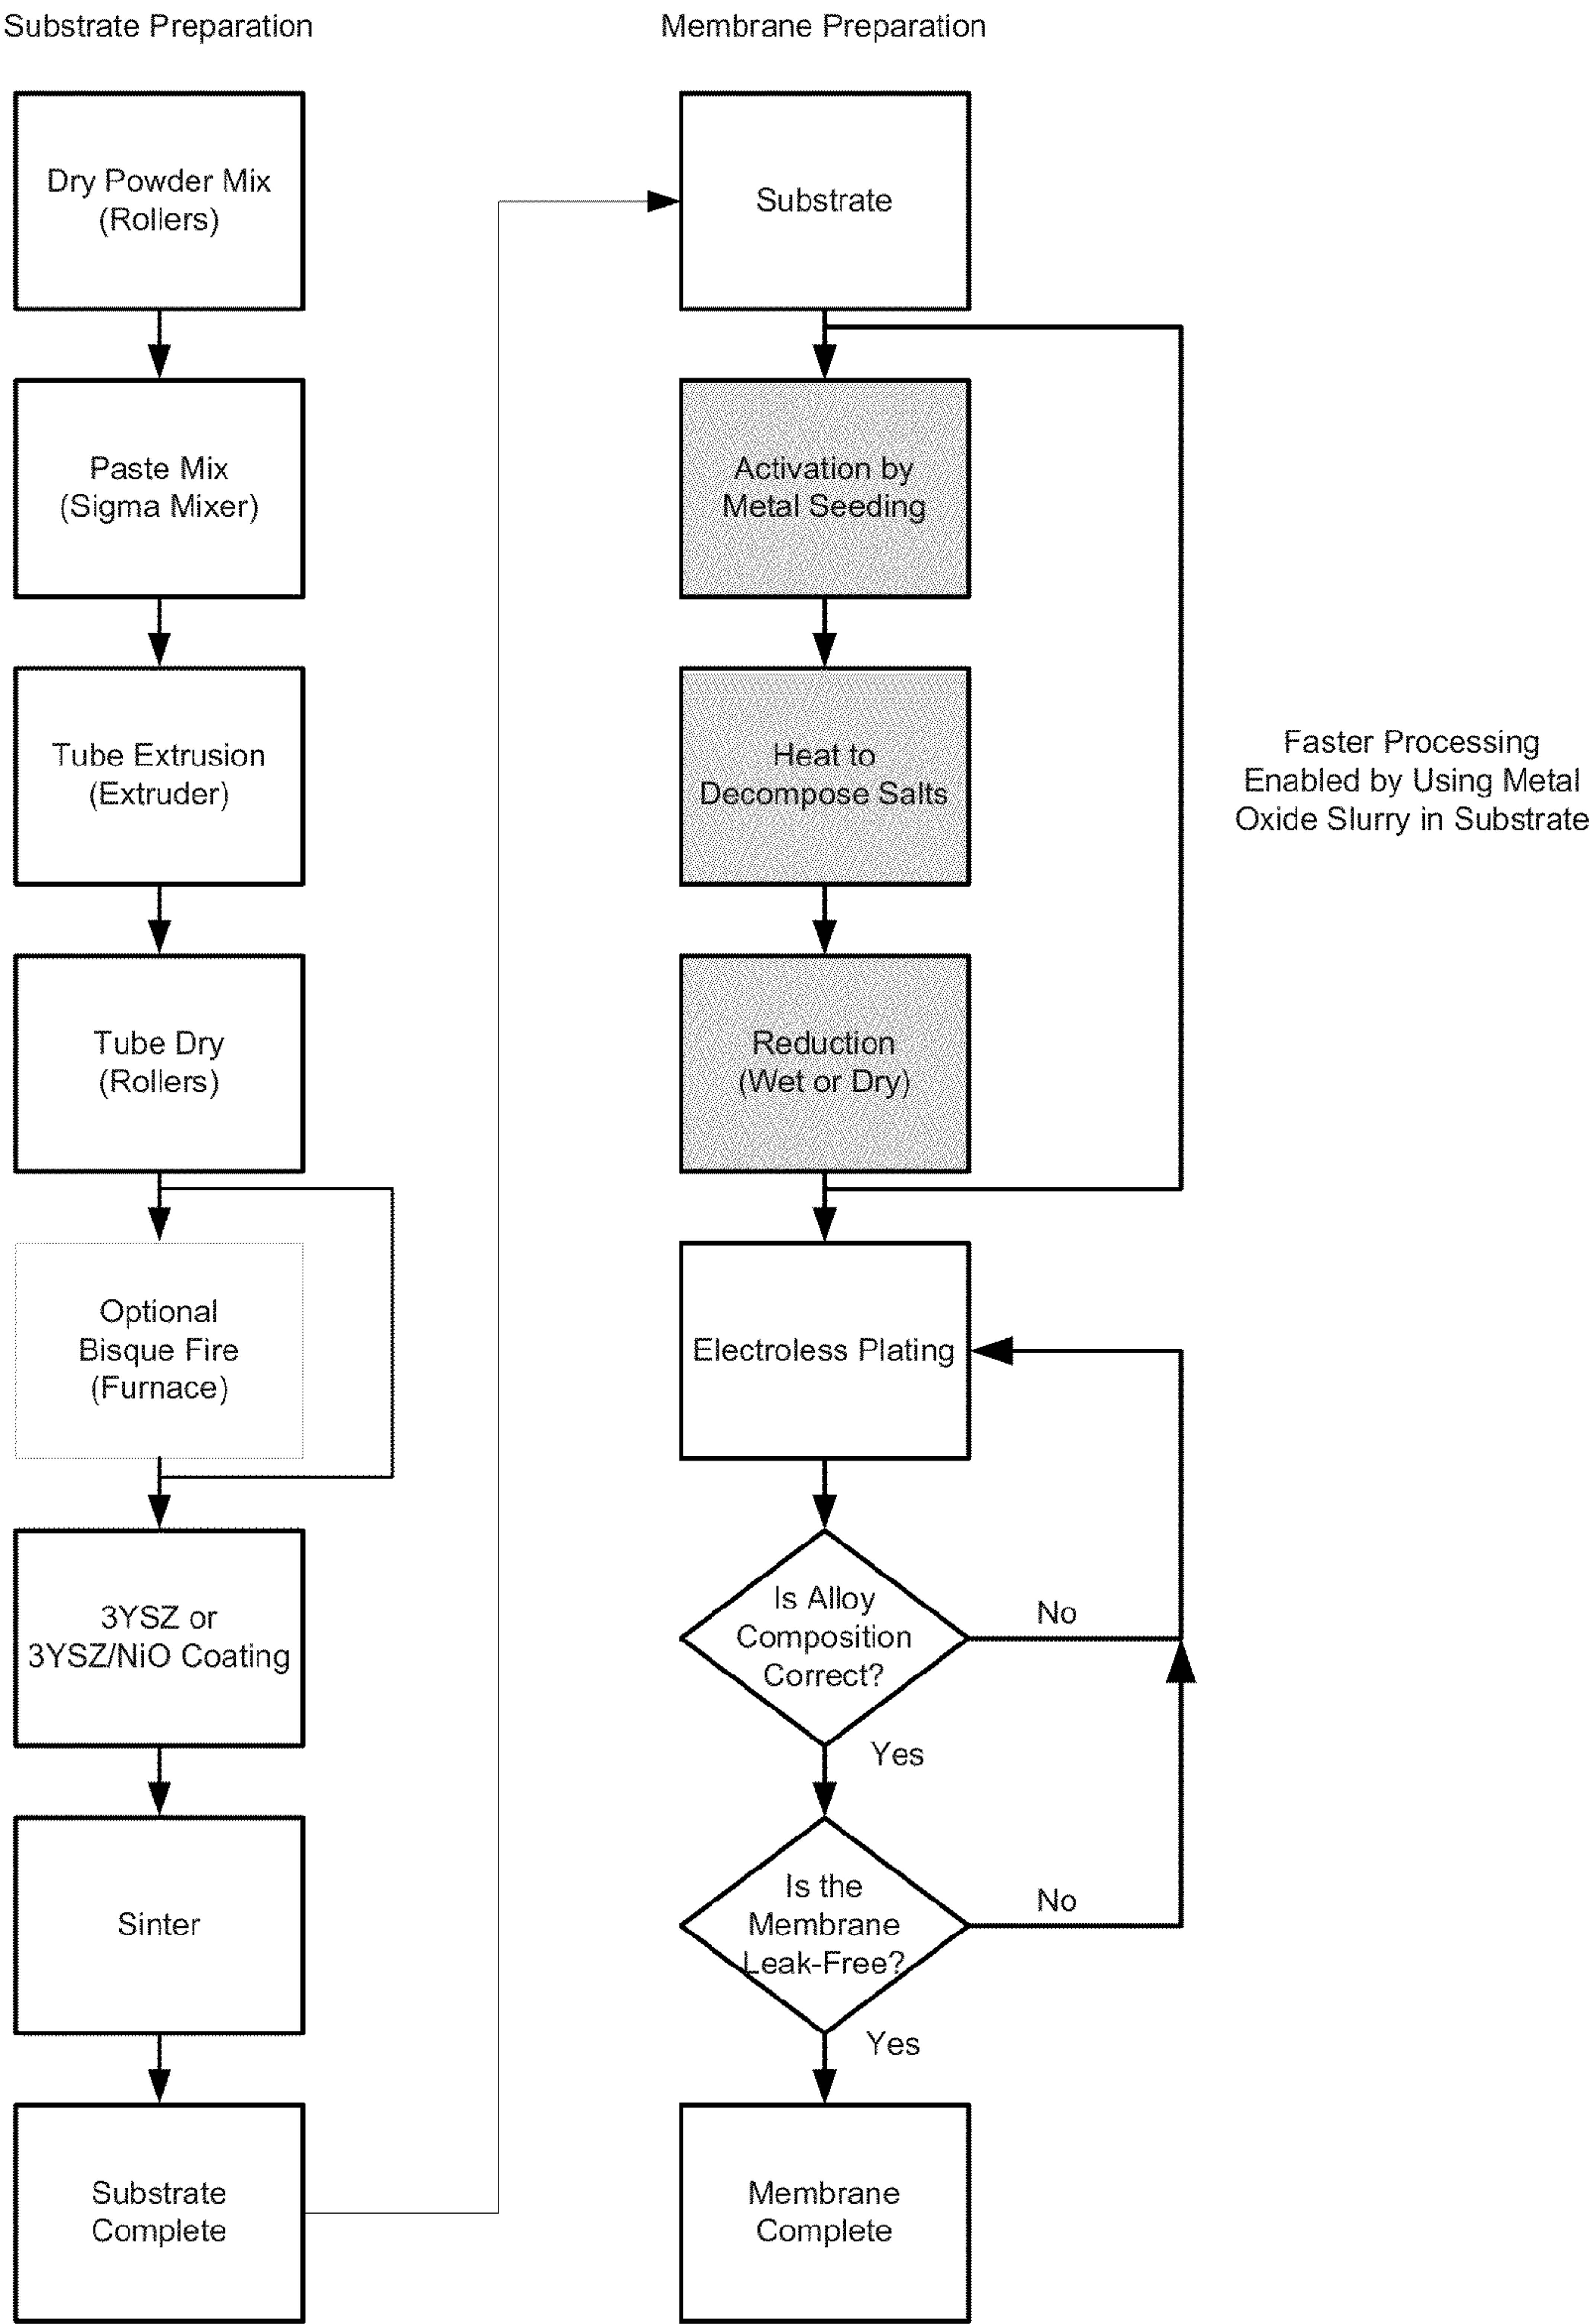 Substrate Preparation
Dry Powder Mix
(Rollers)
Paste Mix
(Sigma Mixer)
Tube Extrusion
(Extruder)
Tube Dry
(Rollers)
Optional
Bisque Fire
(Furnace)
3YSZ or
3YSZ/NiO Coating
Sinter
Substrate
Complete
Membrane Preparation
Substrate
Activation by
Metal Seeding
Heat to
Decompose Salts
Reduction
(Wet or Dry)
Faster Processing
Enabled by Using Metal
Oxide Slurry in Substrate
Electroless Plating
Is Alloy
Composition
Correct?
No
Yes
Is the
Membrane
Leak-Free?
No
Yes
Membrane
Complete